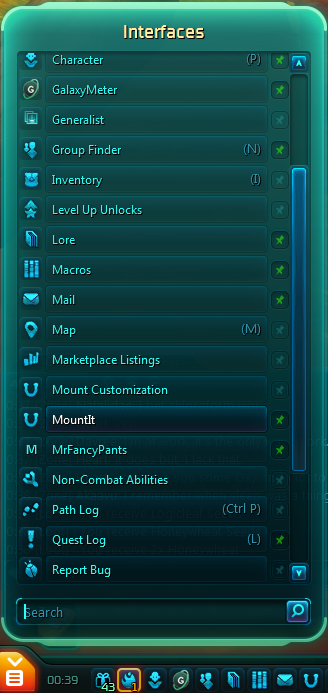 Interfaces
Character (P)
GalaxyMeter
Generalist
Group Finder (N)
Inventory (I)
Level Up Unlocks
Lore
Macros
Mail
Map (M)
Marketplace Listings
Mount Customization
MountIt
M MrFancyPants
Non-Combat Abilities
Path Log (Ctrl P)
Quest Log (L)
Report Bug
Search
00:39 43 1 G